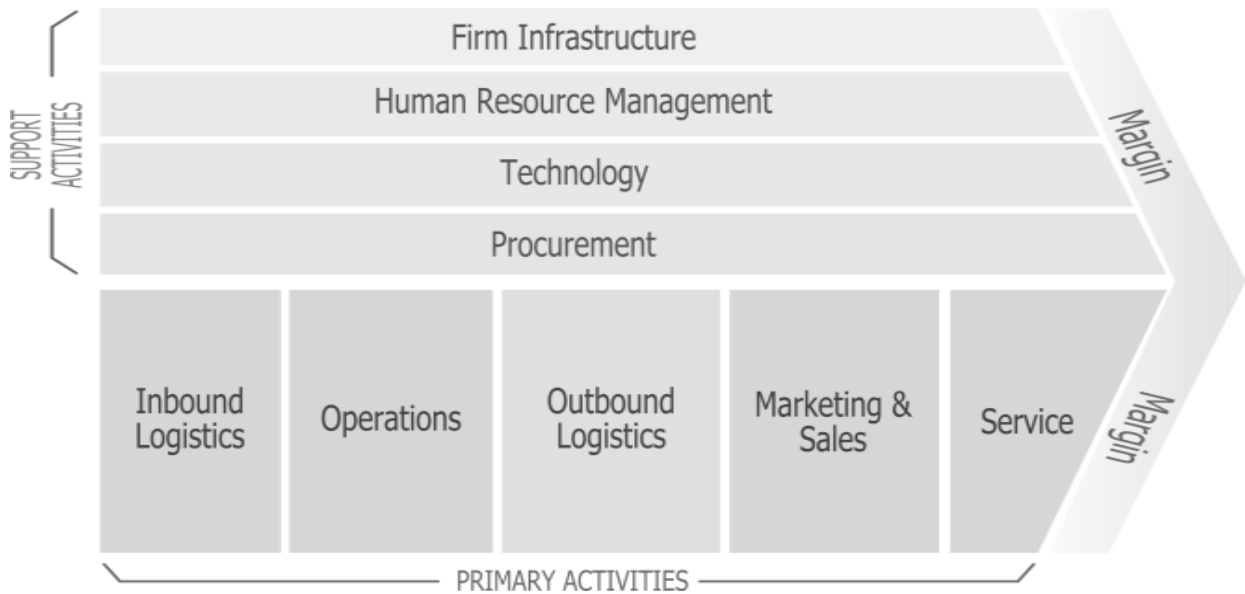 Firm Infrastructure
Human Resource Management
Technology
Procurement
SUPPORT
ACTIVITIES
Margin
Inbound
Logistics
Operations
Outbound
Logistics
Marketing &
Sales
Service
Margin
PRIMARY ACTIVITIES